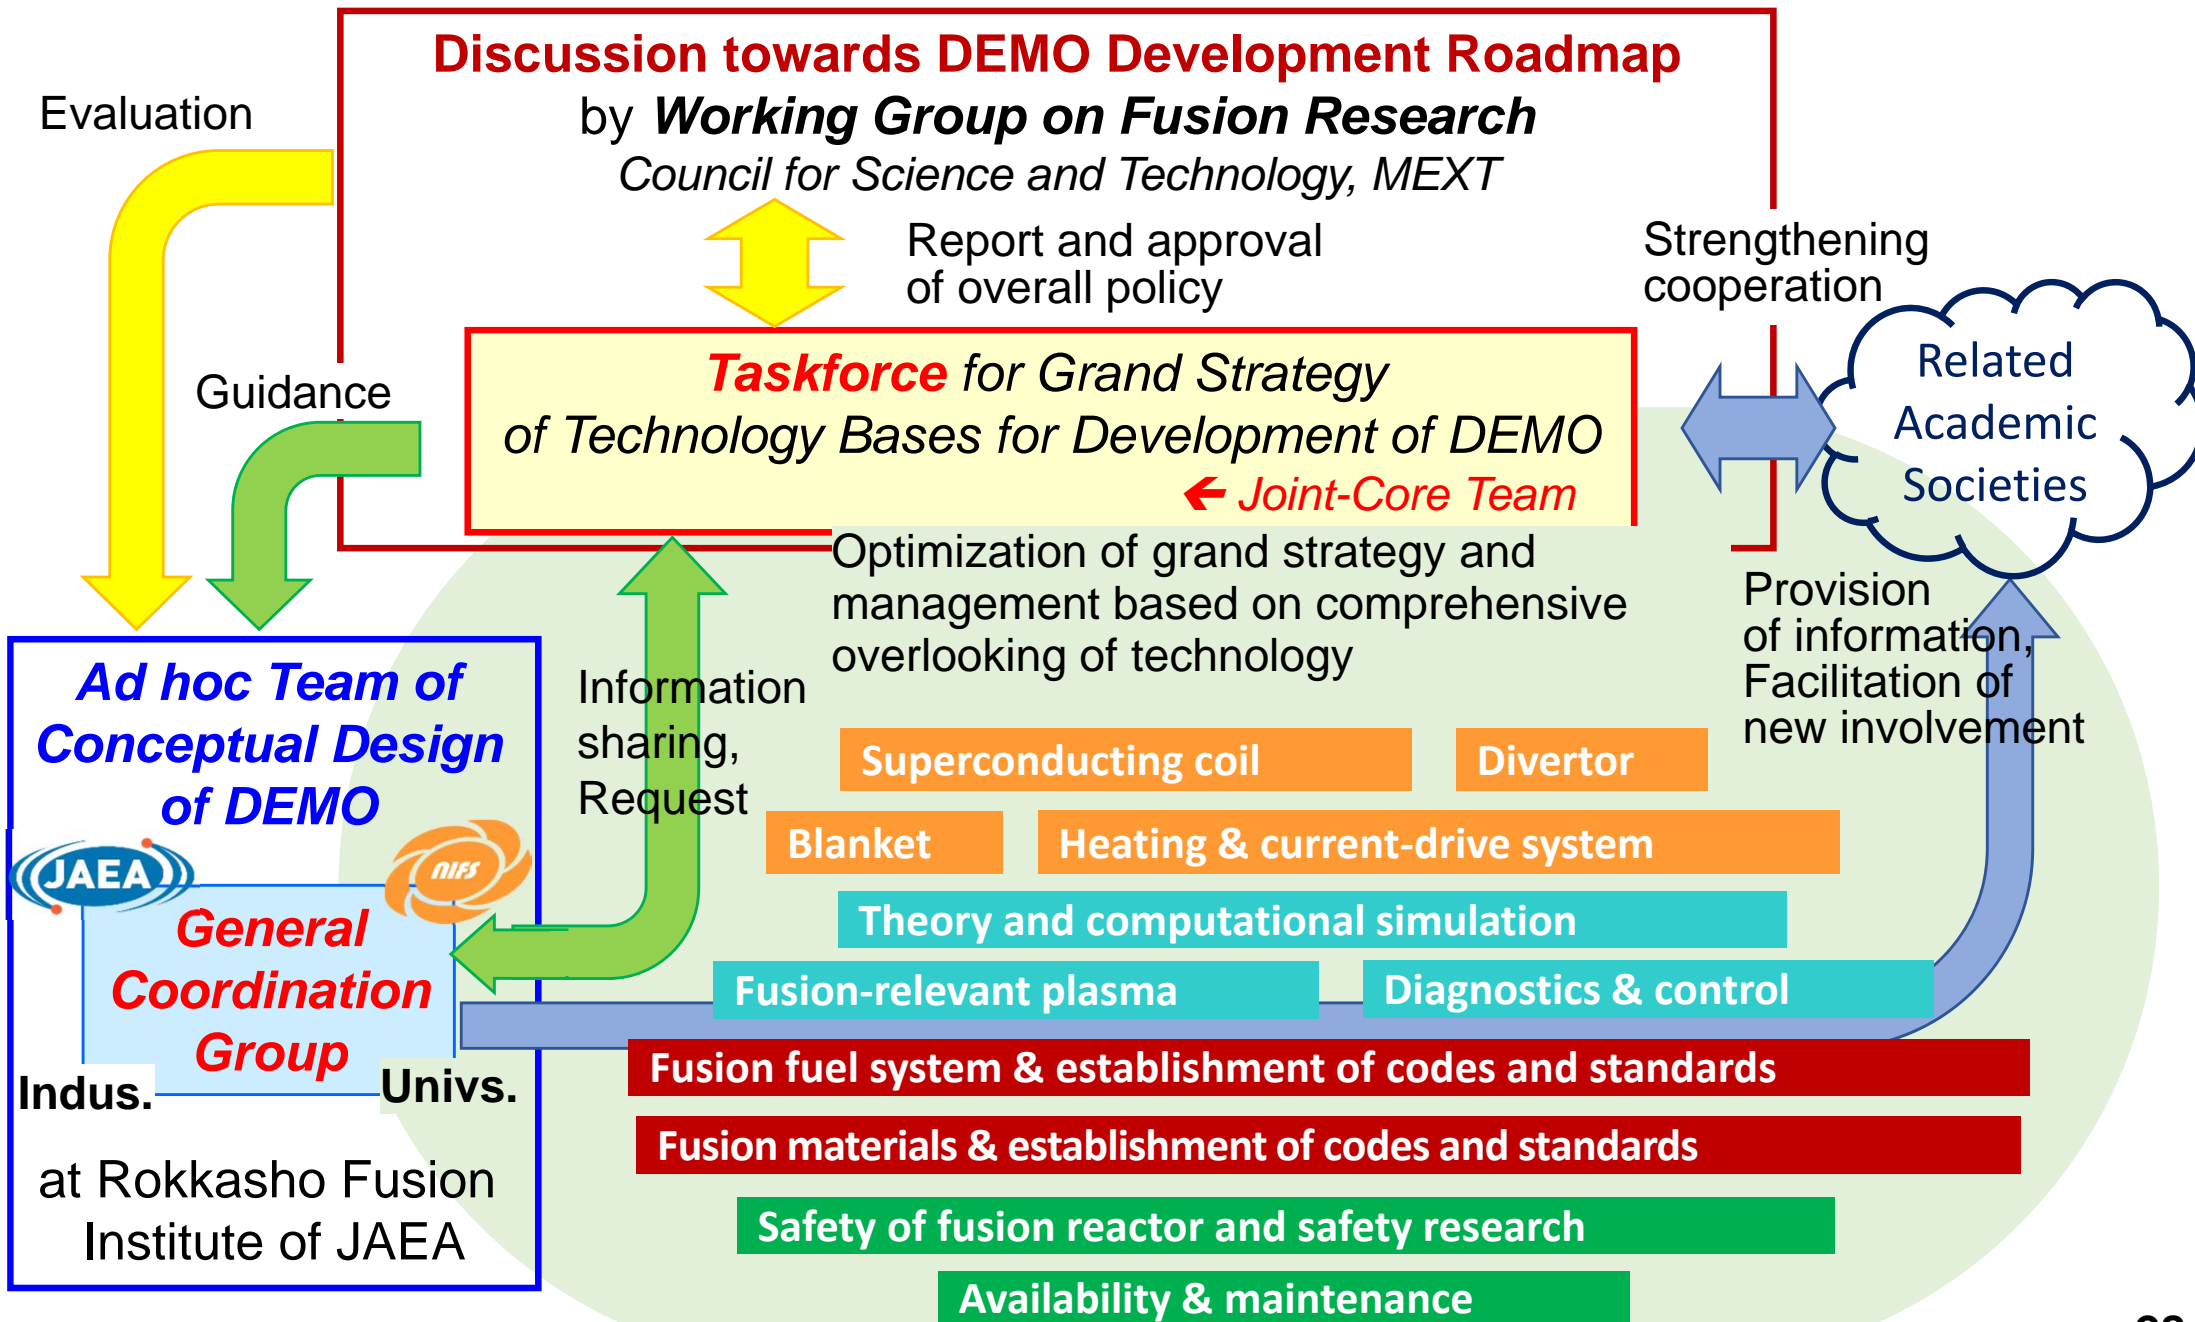 Discussion towards DEMO Development Roadmap
by Working Group on Fusion Research
Council for Science and Technology, MEXT
Evaluation
Report and approval
of overall policy
Strengthening
cooperation
Guidance
Taskforce for Grand Strategy
of Technology Bases for Development of DEMO
← Joint-Core Team
Related
Academic
Societies
Optimization of grand strategy and
management based on comprehensive
overlooking of technology
Provision
of information,
Facilitation of
new involvement
Information
sharing,
Request
Ad hoc Team of
Conceptual Design
of DEMO
JAEA
NIFS
General
Coordination
Group
Indus.
Univs.
at Rokkasho Fusion
Institute of JAEA
Superconducting coil
Divertor
Blanket
Heating & current-drive system
Theory and computational simulation
Fusion-relevant plasma
Diagnostics & control
Fusion fuel system & establishment of codes and standards
Fusion materials & establishment of codes and standards
Safety of fusion reactor and safety research
Availability & maintenance